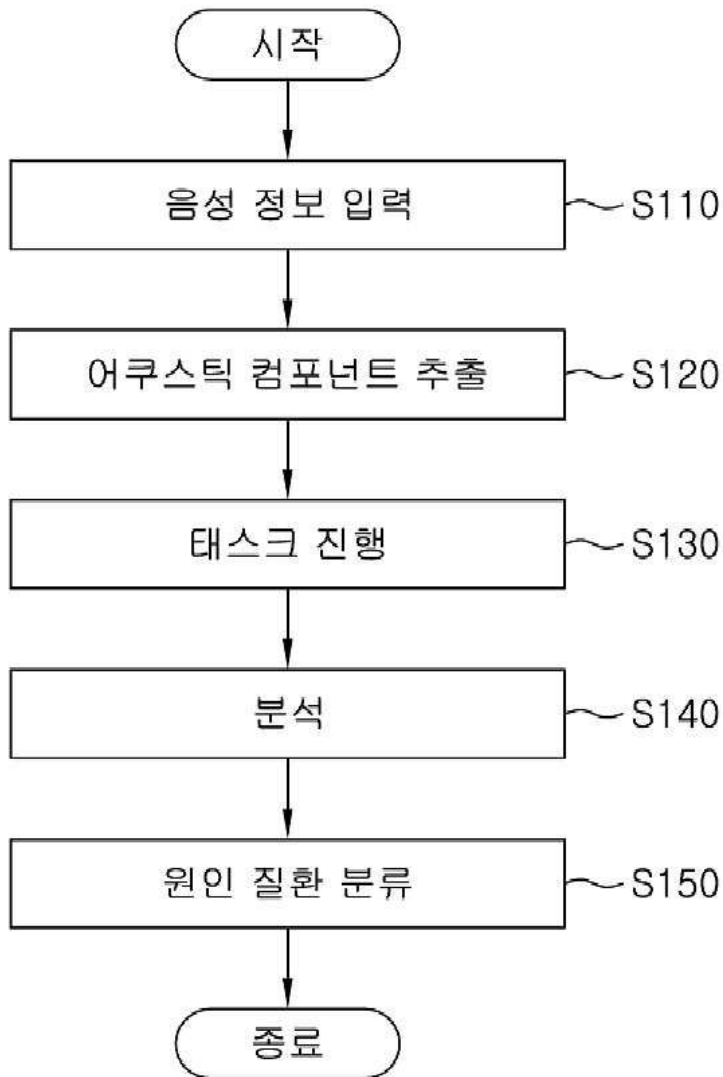 시작
음성 정보 입력 S110
어쿠스틱 컴포넌트 추출 S120
태스크 진행 S130
분석 S140
원인 질환 분류 S150
종료